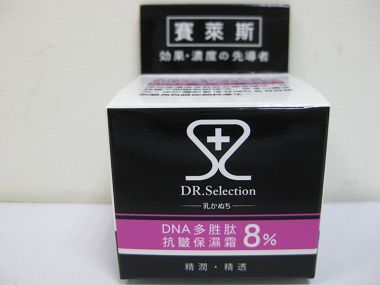 賽萊斯
効果・濃度の先導者
DR.Selection
乳かぬち
DNA 多胜肽
抗皺保濕霜 8%
精潤・精透